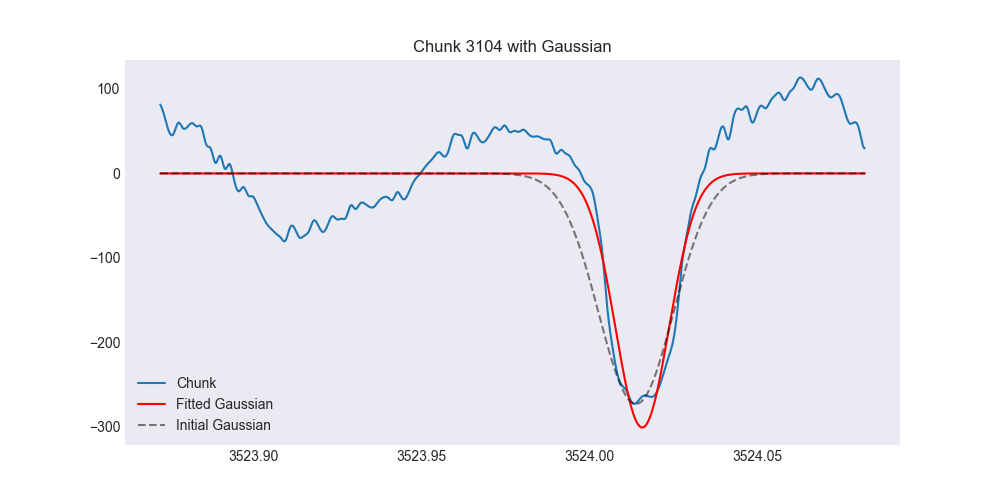 Chunk 3104 with Gaussian
100
0
−100
−200
−300
Chunk
Fitted Gaussian
Initial Gaussian
3523.90
3523.95
3524.00
3524.05